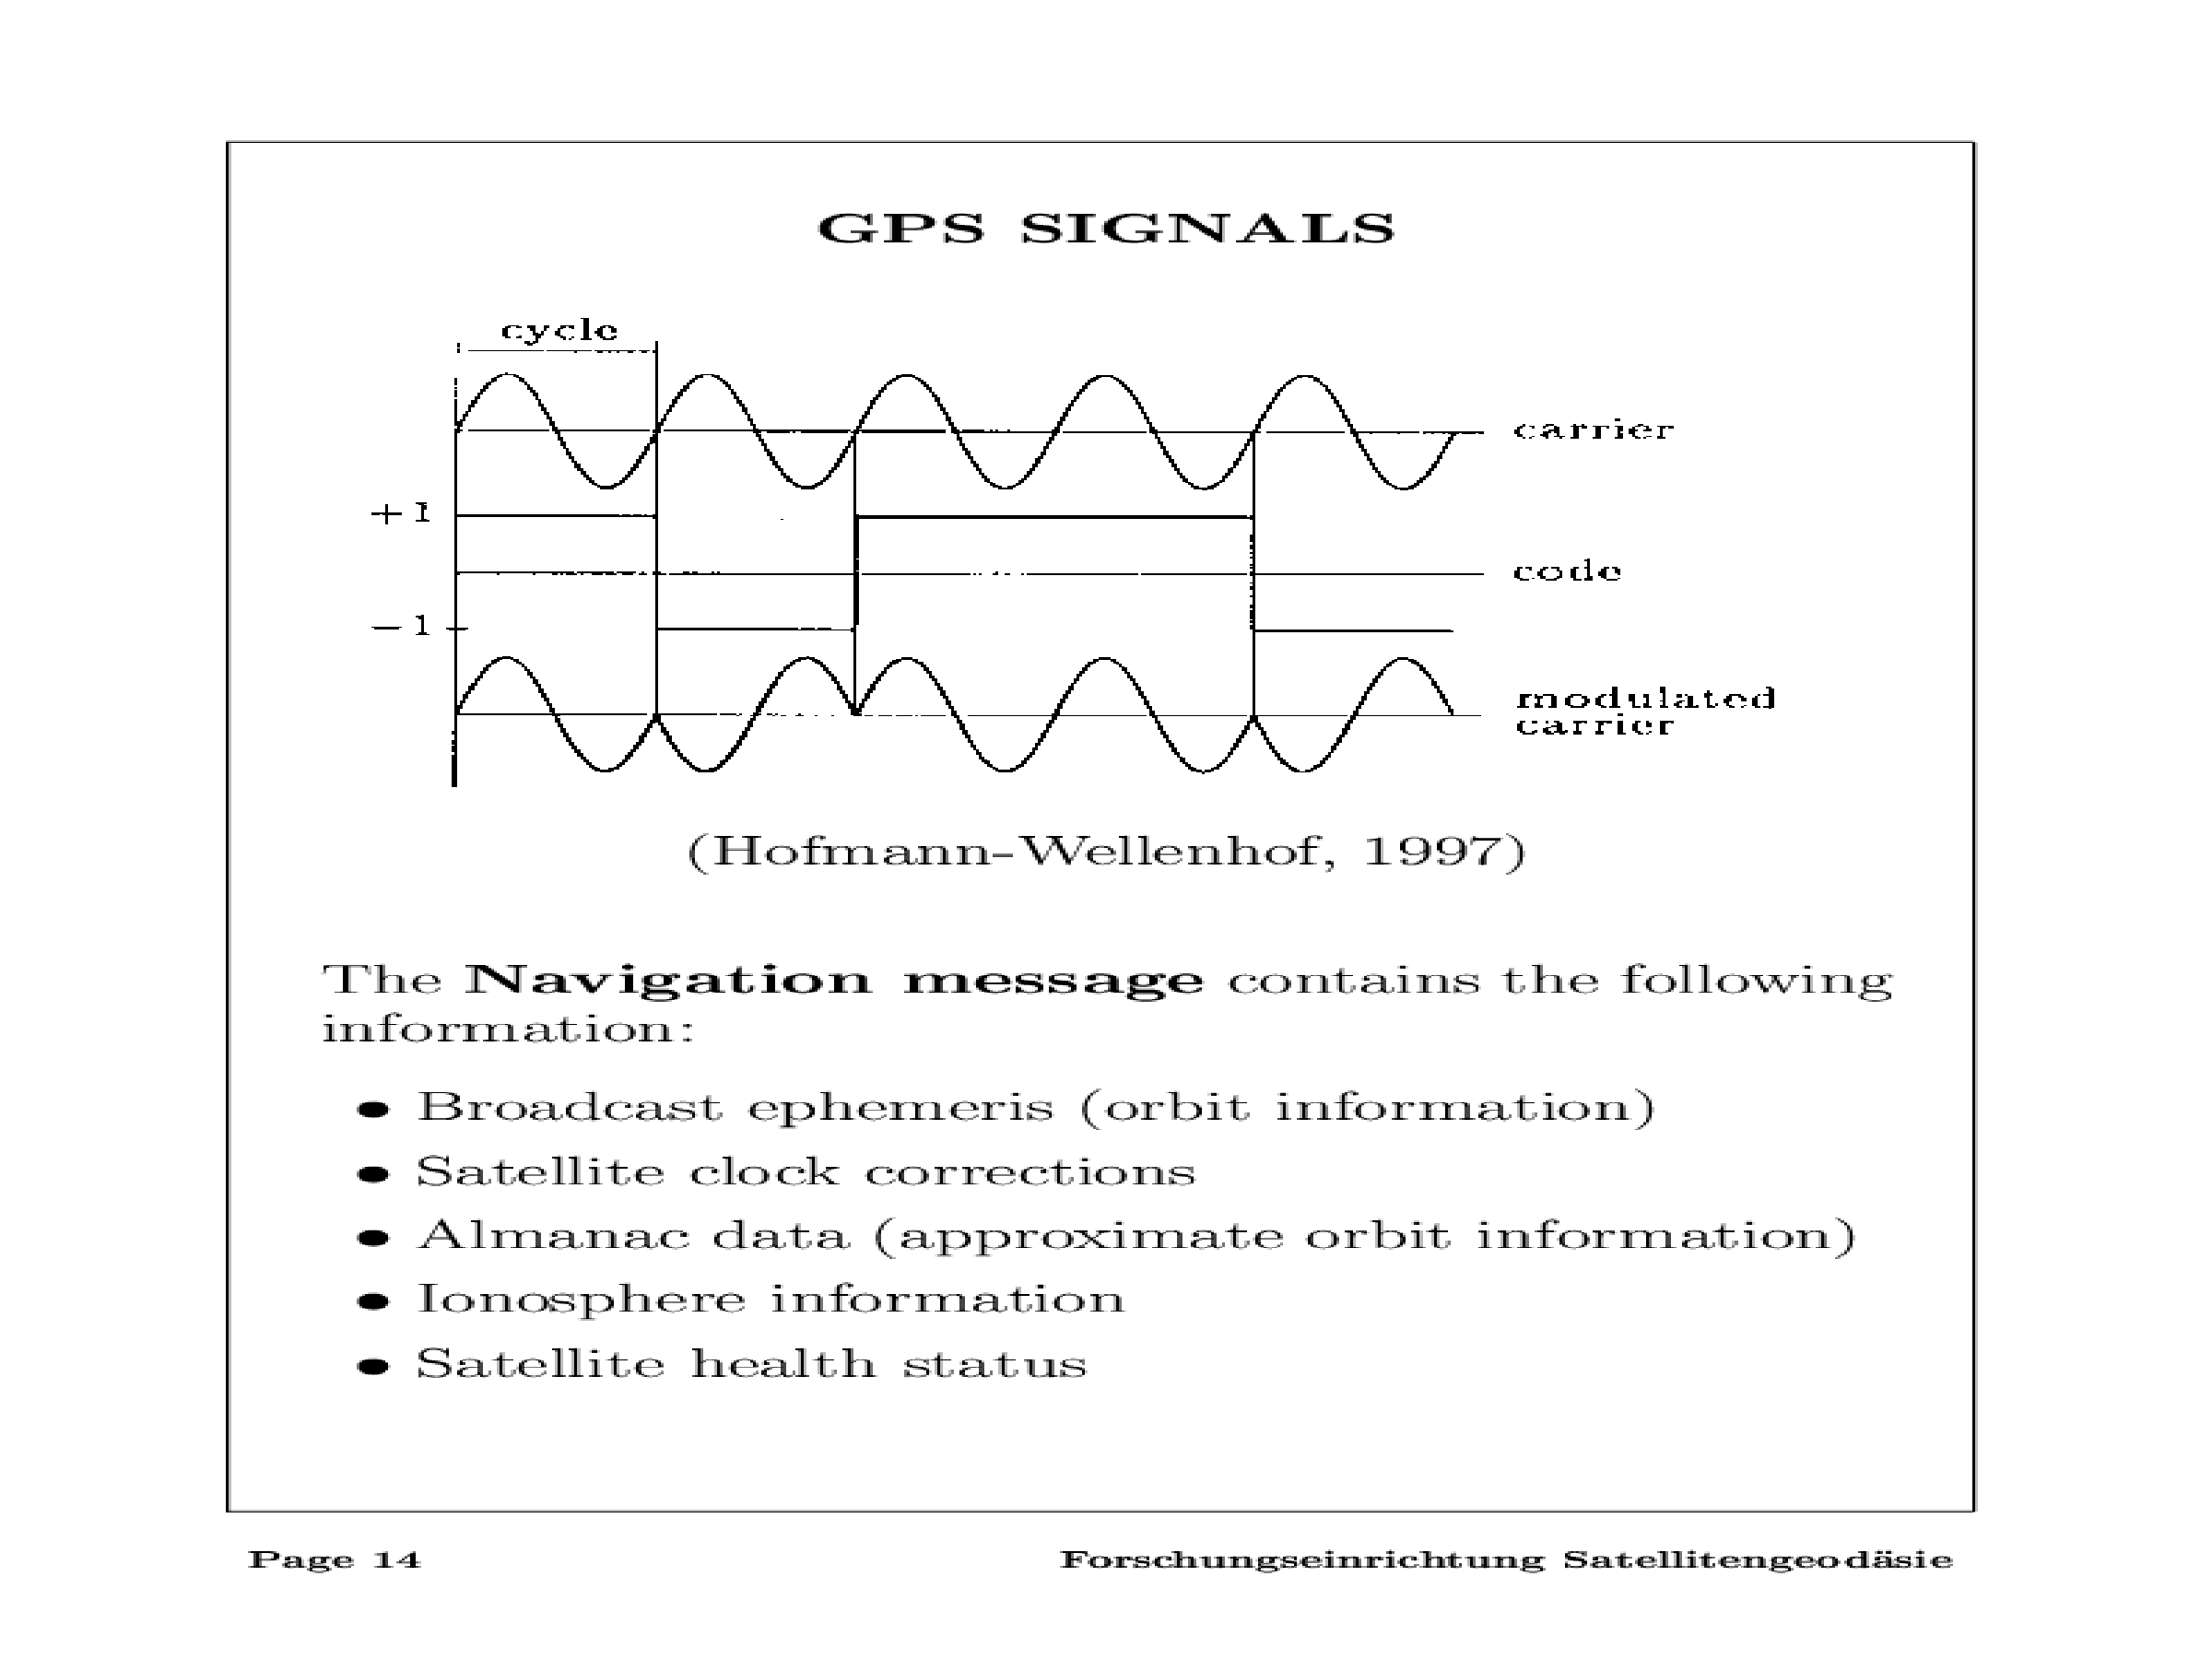 GPS SIGNALS
cycle
carrier
+1
code
−1
modulated
carrier
(Hofmann-Wellenhof, 1997)
The Navigation message contains the following
information:
• Broadcast ephemeris (orbit information)
• Satellite clock corrections
• Almanac data (approximate orbit information)
• Ionosphere information
• Satellite health status
Page 14
Forschungseinrichtung Satellitengeodäsie